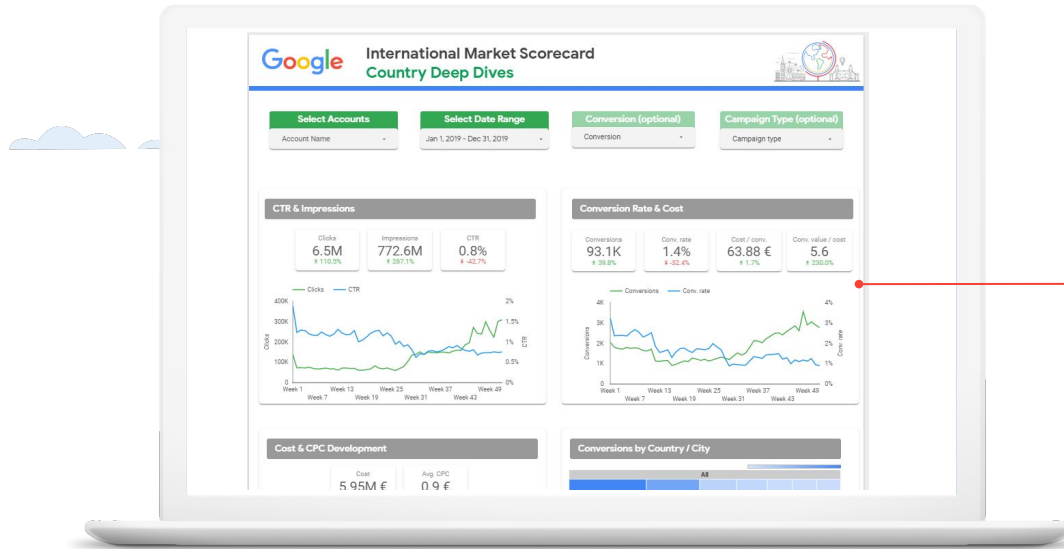 Google
International Market Scorecard
Country Deep Dives
Select Accounts
Account Name
Select Date Range
Jan 1, 2019 - Dec 31, 2019
Conversion (optional)
Conversion
Campaign Type (optional)
Campaign type
CTR & Impressions
Clicks
6.5M
110.5%
Impressions
772.6M
CTR
0.8%
-42.7%
Clicks
CTR
400K
300K
200K
100K
0
Clicks
2%
1.5%
1%
0.5%
0%
CTR
Week 1
Week 13
Week 25
Week 37
Week 49
Week 7
Week 19
Week 31
Week 43
Conversion Rate & Cost
Conversions
93.1K
39.8%
Conv. rate
1.4%
-32.4%
Cost / conv.
63.88 €
1.7%
Conv. value / cost
5.6
230.0%
Conversions
Conv. rate
4K
3K
2K
1K
0
Conversions
4%
3%
2%
1%
0%
Conv. rate
Week 1
Week 13
Week 25
Week 37
Week 49
Week 7
Week 19
Week 31
Week 43
Cost & CPC Development
Cost
5.95M €
Avg. CPC
0.9 €
Conversions by Country / City
All